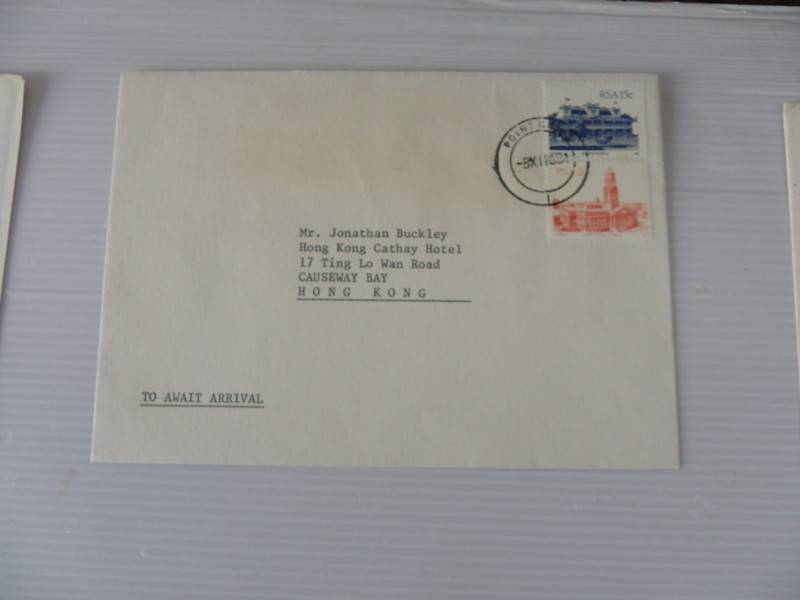 RSA 15c
Mr. Jonathan Buckley
Hong Kong Cathay Hotel
17 Ting Lo Wan Road
CAUSEWAY BAY
HONG KONG
TO AWAIT ARRIVAL